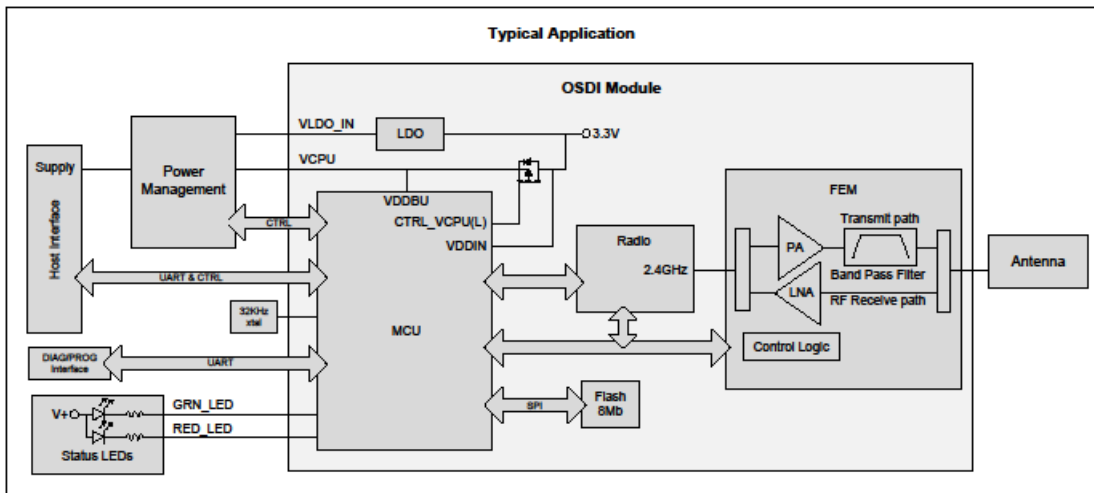 Typical Application
OSDI Module
VLDO_IN
LDO
3.3V
Supply
Power
Management
VCPU
VDDBU
CTRL
CTRL_VCPU(L)
VDDIN
Host Interface
UART & CTRL
32KHz
xtal
MCU
DIAG/PROG
Interface
UART
V+
GRN_LED
RED_LED
Status LEDs
Radio
2.4GHz
SPI
Flash
8Mb
FEM
Transmit path
PA
Band Pass Filter
LNA
RF Receive path
Control Logic
Antenna